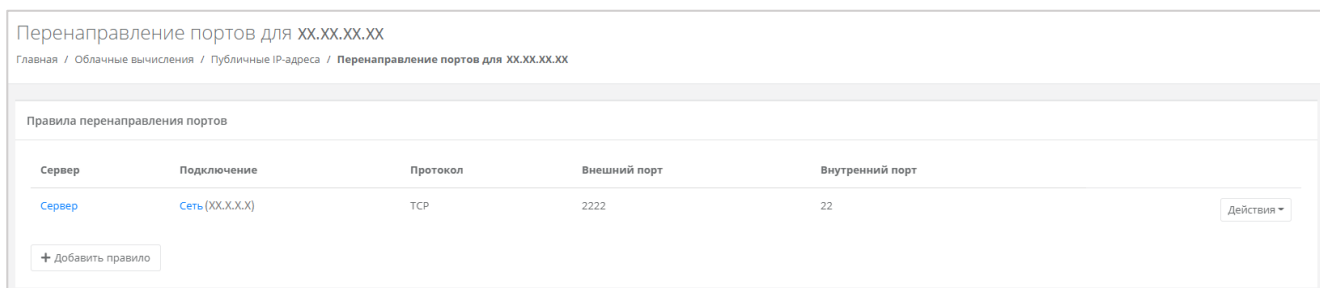 Перенаправление портов для XX.XX.XX.XX
Главная / Облачные вычисления / Публичные IP-адреса / Перенаправление портов для XX.XX.XX.XX
Правила перенаправления портов
Сервер Подключение Протокол Внешний порт Внутренний порт
Сервер Сеть (XX.X.X.X) TCP 2222 22 Действия
+ Добавить правило